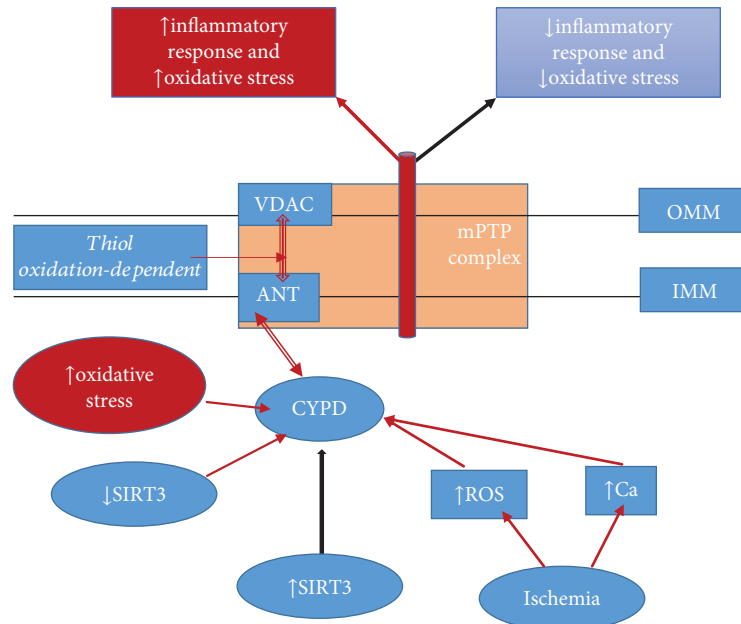 ↑inflammatory
response and
↑oxidative stress
↓inflammatory
response and
↓oxidative stress
VDAC
OMM
Thiol
oxidation-dependent
mPTP
complex
ANT
IMM
↑oxidative
stress
CYPD
↓SIRT3
↑ROS
↑Ca
↑SIRT3
Ischemia